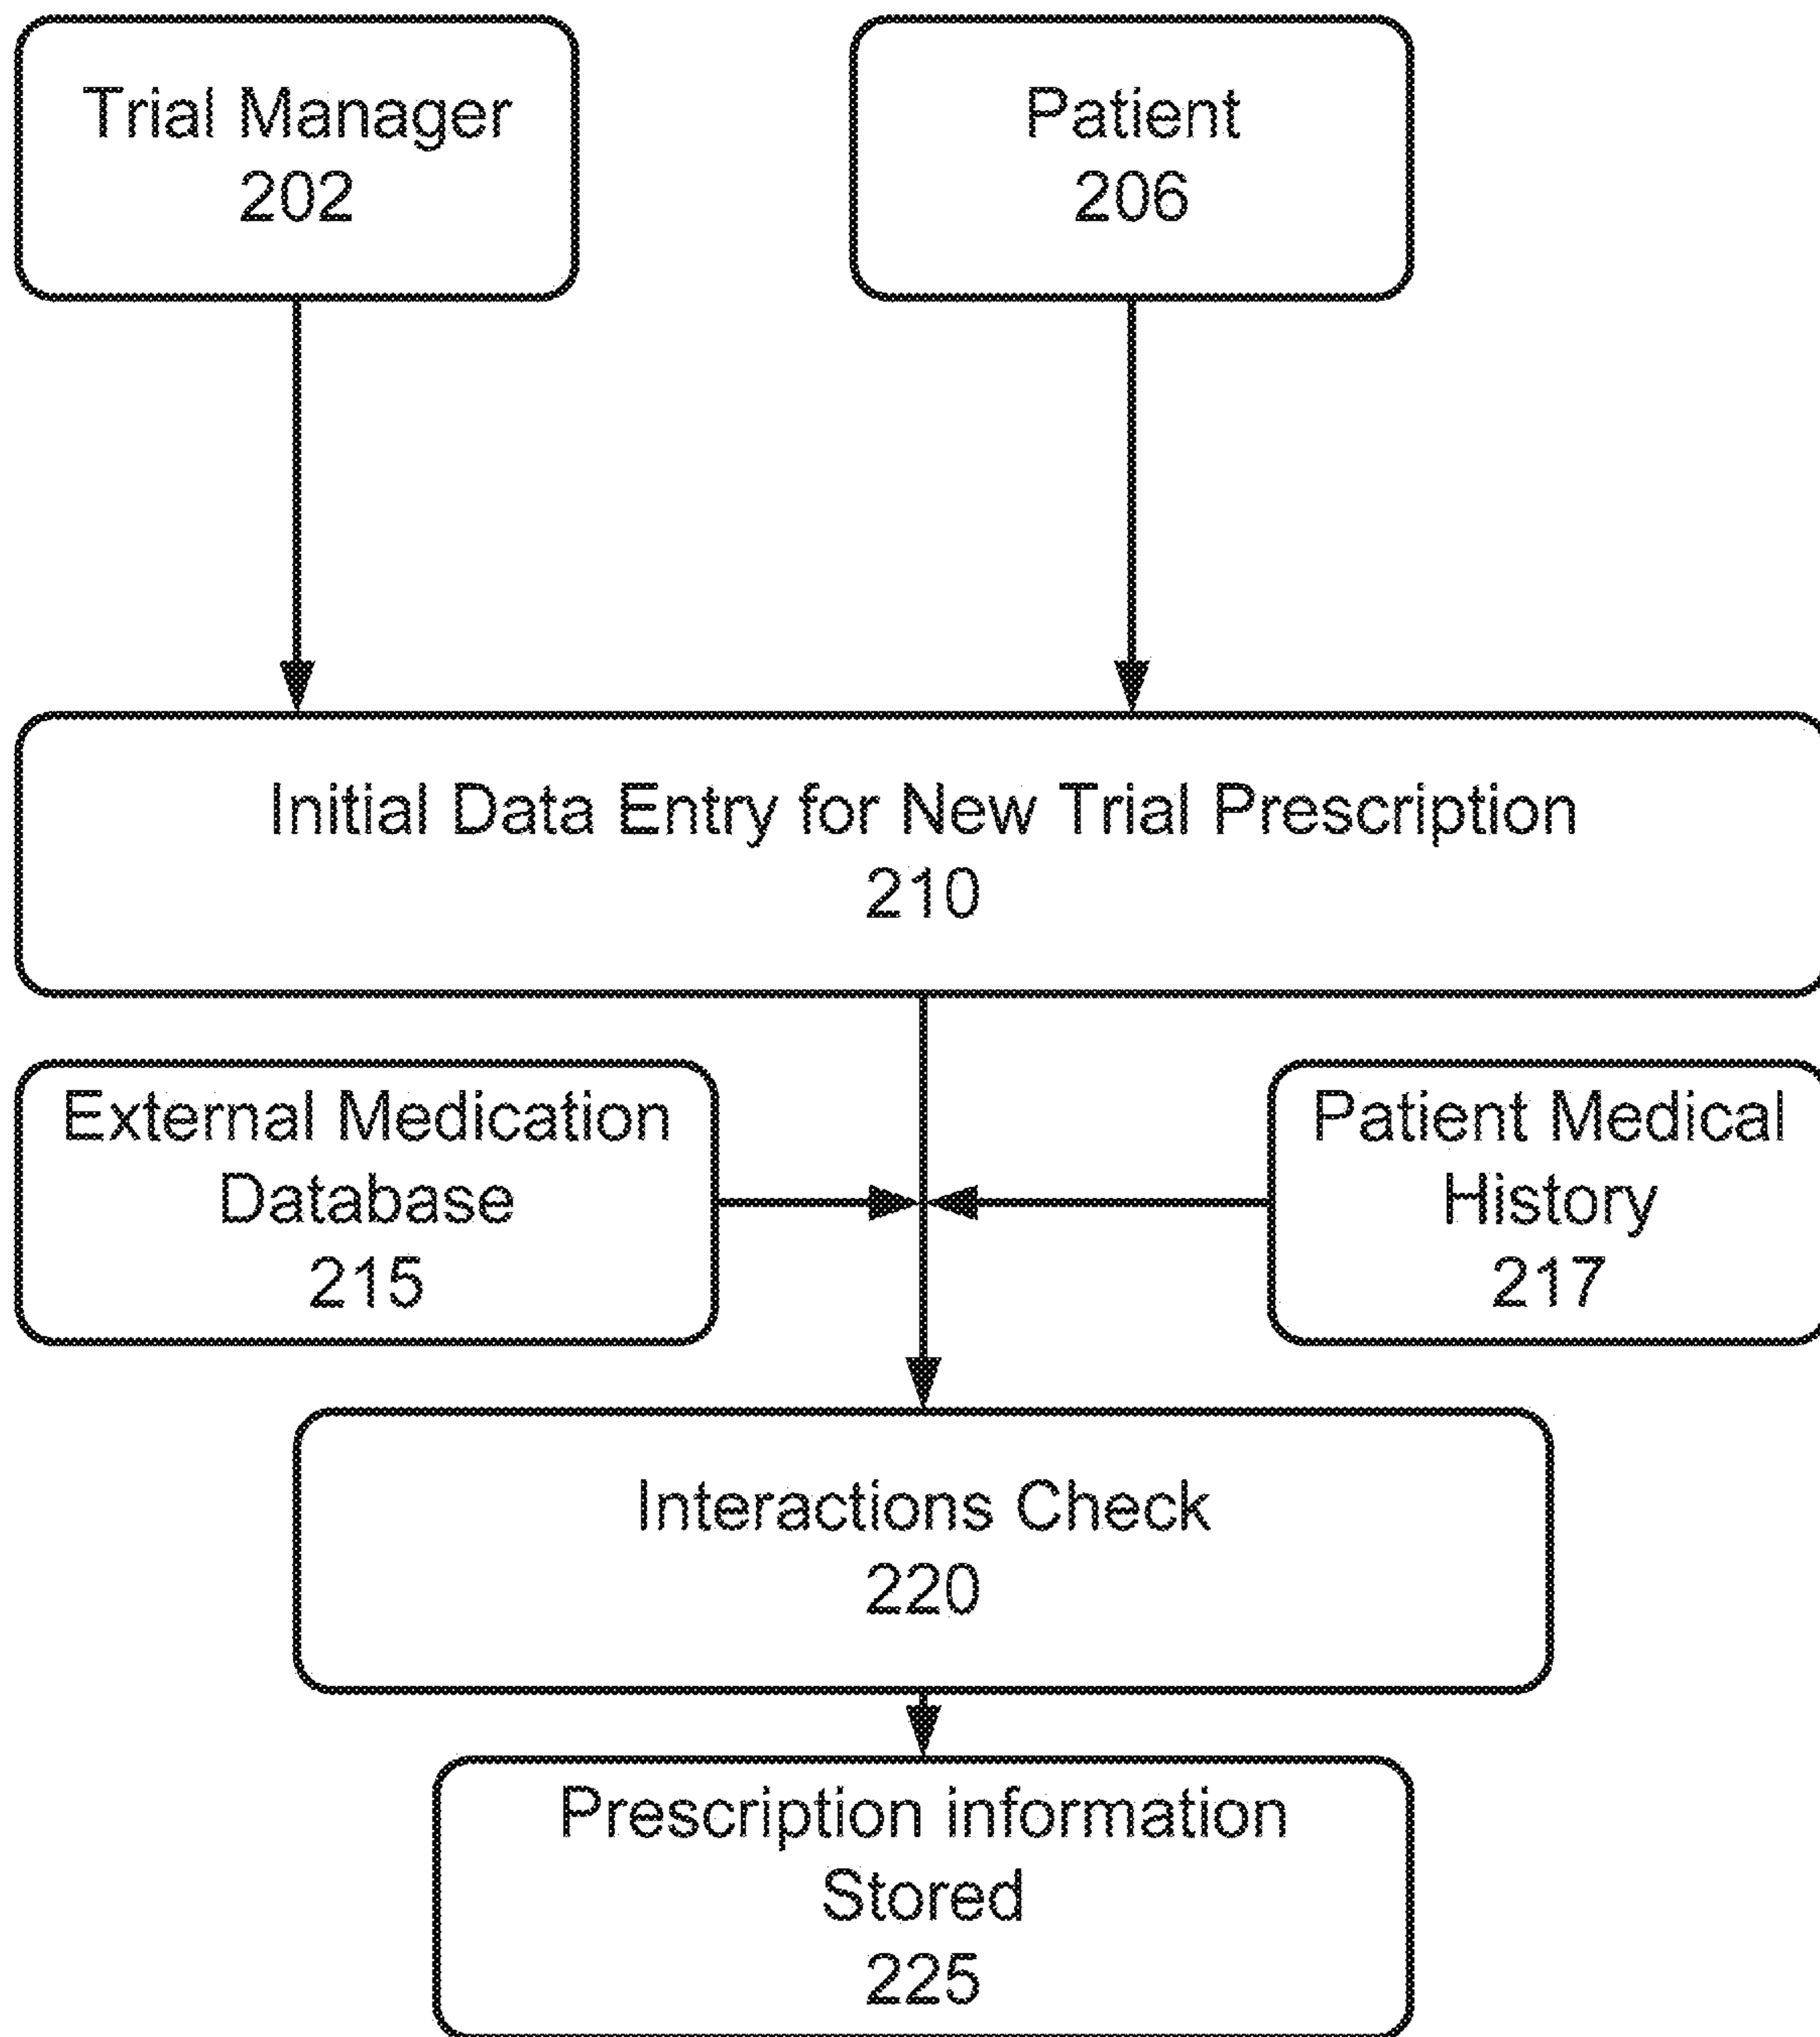 Trial Manager
202
Patient
206
Initial Data Entry for New Trial Prescription
210
External Medication
Database
215
Patient Medical
History
217
Interactions Check
220
Prescription information
Stored
225